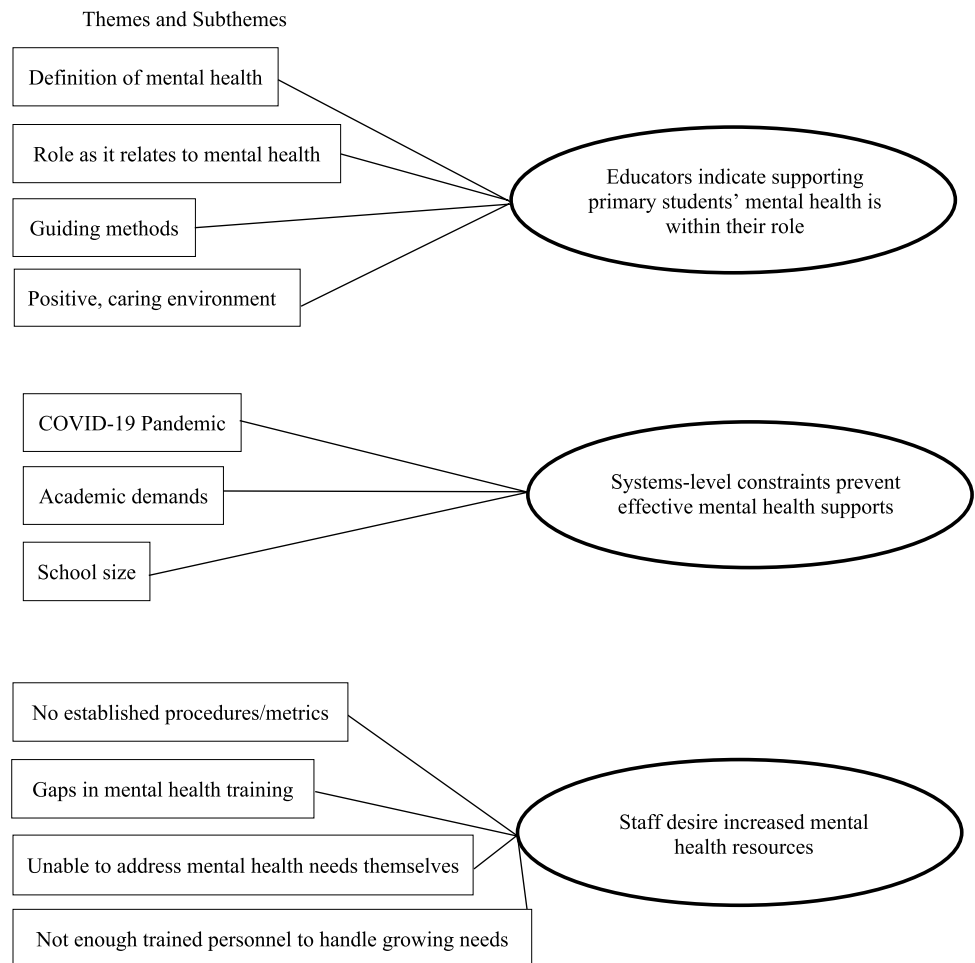 Themes and Subthemes
Definition of mental health
Role as it relates to mental health
Guiding methods
Positive, caring environment
Educators indicate supporting
primary students’ mental health is
within their role
COVID-19 Pandemic
Academic demands
School size
Systems-level constraints prevent
effective mental health supports
No established procedures/metrics
Gaps in mental health training
Unable to address mental health needs themselves
Not enough trained personnel to handle growing needs
Staff desire increased mental
health resources